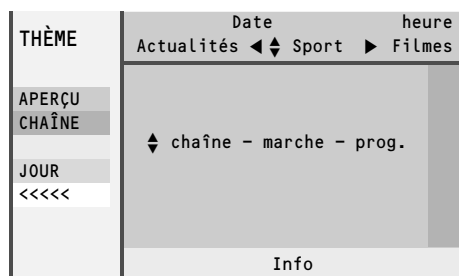 THÈME
Date heure
Actualités ◀ ♦ Sport ▶ Filmes
APERÇU
CHAÎNE
♦ chaîne – marche – prog.
JOUR
<<<<<
Info